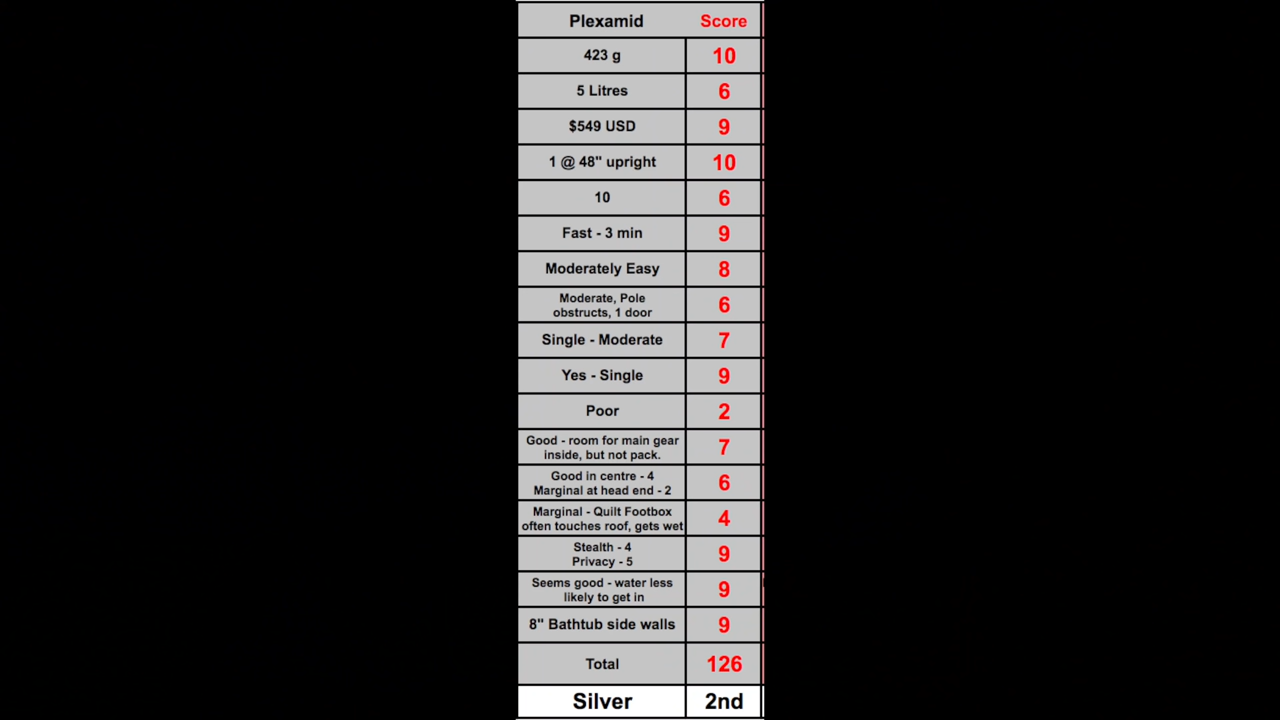 Plexamid Score
423 g 10
5 Litres 6
$549 USD 9
1 @ 48" upright 10
10 6
Fast - 3 min 9
Moderately Easy 8
Moderate, Pole
obstructs, 1 door 6
Single - Moderate 7
Yes - Single 9
Poor 2
Good - room for main gear
inside, but not pack. 7
Good in centre - 4
Marginal at head end - 2 6
Marginal - Quilt Footbox
often touches roof, gets wet 4
Stealth - 4
Privacy - 5 9
Seems good - water less
likely to get in 9
8" Bathtub side walls 9
Total 126
Silver 2nd